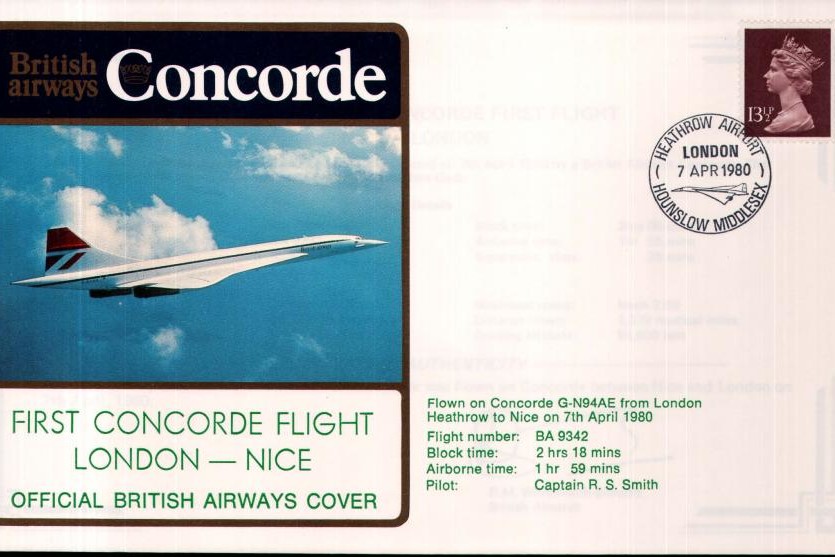 British airways Concorde
13½P
HEATHROW AIRPORT
LONDON
7 APR 1980
HOUNSLOW MIDDLESEX
British airways
FIRST CONCORDE FLIGHT
LONDON — NICE
OFFICIAL BRITISH AIRWAYS COVER
Flown on Concorde G-N94AE from London
Heathrow to Nice on 7th April 1980
Flight number: BA 9342
Block time: 2 hrs 18 mins
Airborne time: 1 hr 59 mins
Pilot: Captain R. S. Smith